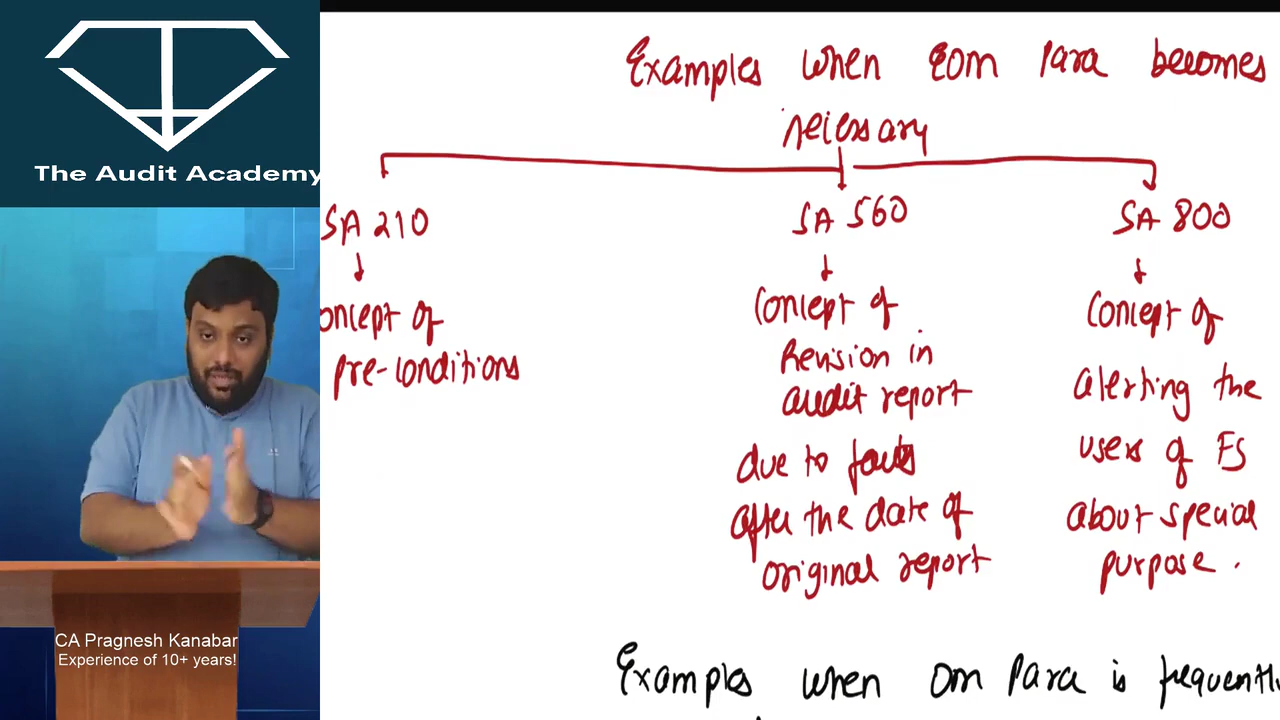 The Audit Academy
Examples when EOM Para becomes
necessary
SA 210
SA 560
SA 800
oncept of
pre-conditions
Concept of
Revision in
audit report
due to facts
after the date of
original report
Concept of
alerting the
users of FS
about special
purpose.
CA Pragnesh Kanabar
Experience of 10+ years!
Examples when OM Para is frequentl